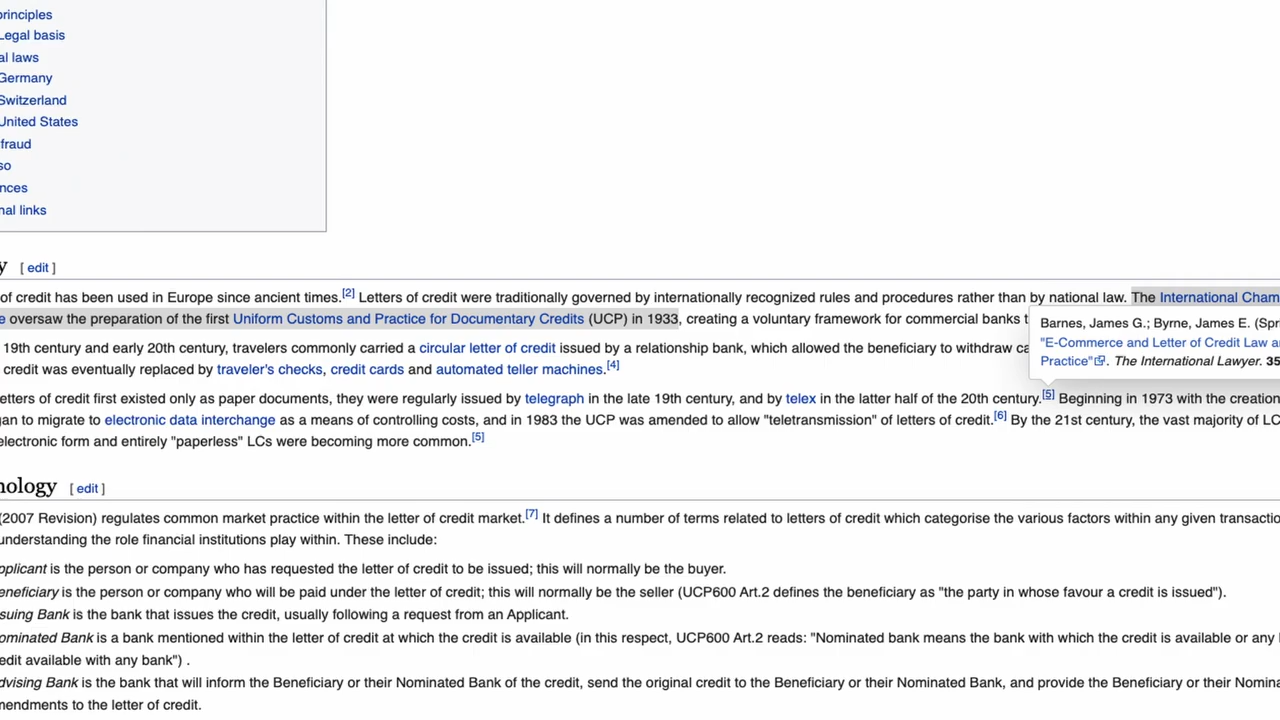 principles
Legal basis
al laws
Germany
Switzerland
United States
fraud
so
nces
nal links
y [ edit ]
of credit has been used in Europe since ancient times.[2] Letters of credit were traditionally governed by internationally recognized rules and procedures rather than by national law. The International Cham
e oversaw the preparation of the first Uniform Customs and Practice for Documentary Credits (UCP) in 1933, creating a voluntary framework for commercial banks t
Barnes, James G.; Byrne, James E. (Spri
"E-Commerce and Letter of Credit Law an
Practice". The International Lawyer. 35
19th century and early 20th century, travelers commonly carried a circular letter of credit issued by a relationship bank, which allowed the beneficiary to withdraw ca
credit was eventually replaced by traveler's checks, credit cards and automated teller machines.[4]
etters of credit first existed only as paper documents, they were regularly issued by telegraph in the late 19th century, and by telex in the latter half of the 20th century.[5] Beginning in 1973 with the creation
gan to migrate to electronic data interchange as a means of controlling costs, and in 1983 the UCP was amended to allow "teletransmission" of letters of credit.[6] By the 21st century, the vast majority of LC
electronic form and entirely "paperless" LCs were becoming more common.[5]
nology [ edit ]
(2007 Revision) regulates common market practice within the letter of credit market.[7] It defines a number of terms related to letters of credit which categorise the various factors within any given transactio
understanding the role financial institutions play within. These include:
pplicant is the person or company who has requested the letter of credit to be issued; this will normally be the buyer.
eneficiary is the person or company who will be paid under the letter of credit; this will normally be the seller (UCP600 Art.2 defines the beneficiary as "the party in whose favour a credit is issued").
suing Bank is the bank that issues the credit, usually following a request from an Applicant.
ominated Bank is a bank mentioned within the letter of credit at which the credit is available (in this respect, UCP600 Art.2 reads: "Nominated bank means the bank with which the credit is available or any
edit available with any bank") .
dvising Bank is the bank that will inform the Beneficiary or their Nominated Bank of the credit, send the original credit to the Beneficiary or their Nominated Bank, and provide the Beneficiary or their Nomina
mendments to the letter of credit.